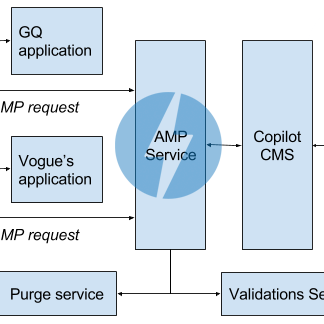 GQ
application
MP request
AMP
Service
Copilot
CMS
Vogue's
application
MP request
Purge service
Validations Se